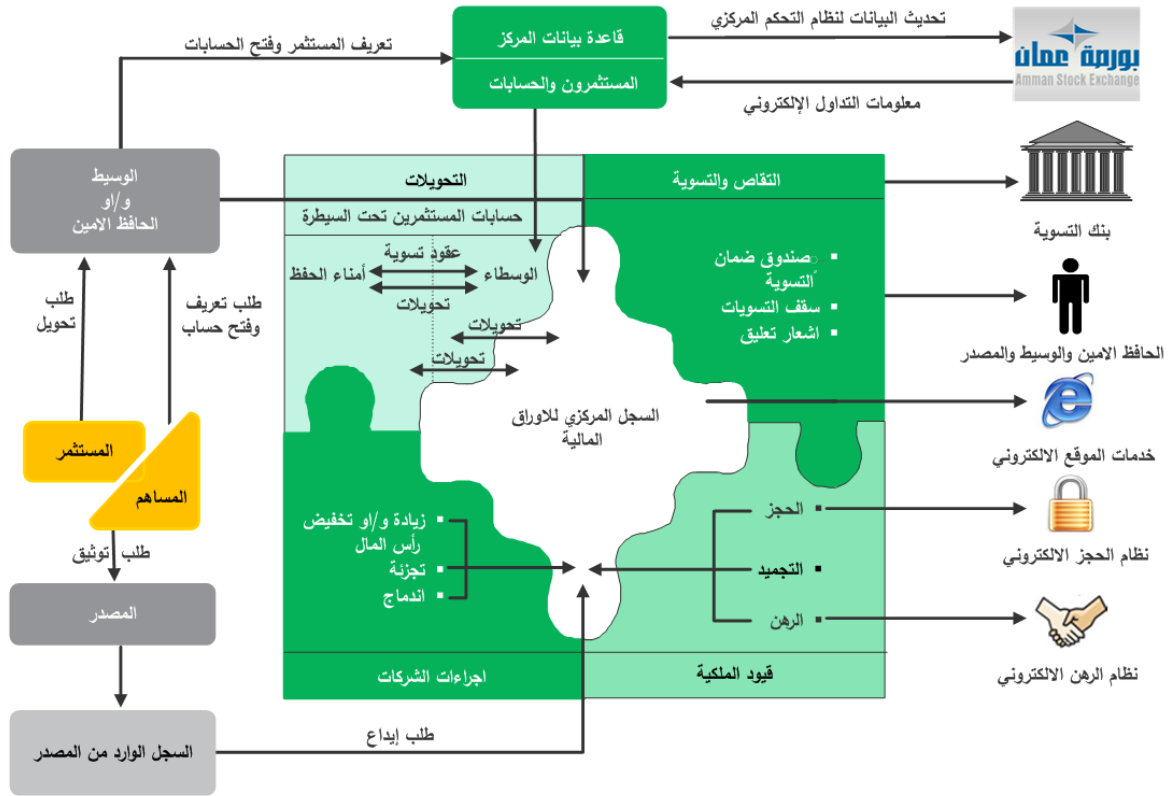 تحديث البيانات لنظام التحكم المركزي
قاعدة بيانات المركز
تعريف المستثمر وفتح الحسابات
بورصة عمان
Amman Stock Exchange
المستثمرون والحسابات
معلومات التداول الإلكتروني
الوسيط
و/او
الحافظ الامين
التقاص والتسوية
التحويلات
حسابات المستثمرين تحت السيطرة
بنك التسوية
عقود تسوية
الوسطاء
أمناء الحفظ
تحويلات
تحويلات
تحويلات
صندوق ضمان
التسوية
سقف التسويات
اشعار تعليق
الحافظ الامين والوسيط والمصدر
طلب
تحويل
طلب تعريف
وفتح حساب
السجل المركزي للاوراق
المالية
خدمات الموقع الالكتروني
المستثمر
المساهم
طلب توثيق
زيادة و/او تخفيض
رأس المال
تجزئة
اندماج
الحجز
التجميد
الرهن
نظام الحجز الالكتروني
المصدر
نظام الرهن الالكتروني
اجراءات الشركات
قيود الملكية
طلب إيداع
السجل الوارد من المصدر